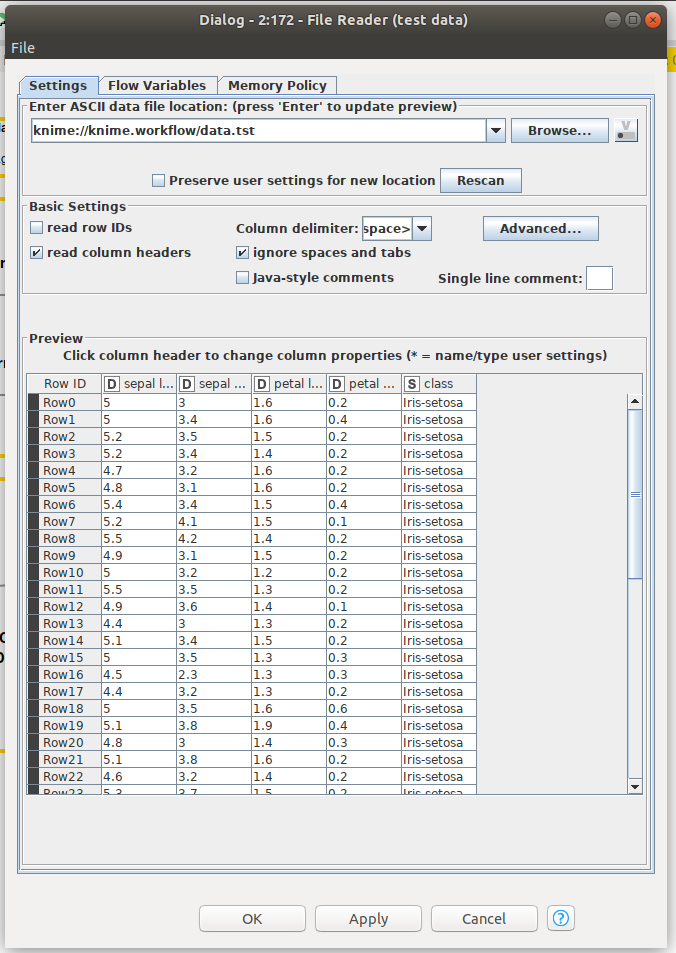 Dialog - 2:172 - File Reader (test data)
File
Settings Flow Variables Memory Policy
Enter ASCII data file location: (press 'Enter' to update preview)
knime://knime.workflow/data.tst Browse... V
Preserve user settings for new location Rescan
Basic Settings
read row IDs Column delimiter: space> Advanced...
read column headers ignore spaces and tabs
Java-style comments Single line comment:
Preview
Click column header to change column properties (* = name/type user settings)
Row ID D sepal l... D sepal ... D petal l... D petal ... S class
Row0 5 3 1.6 0.2 Iris-setosa
Row1 5 3.4 1.6 0.4 Iris-setosa
Row2 5.2 3.5 1.5 0.2 Iris-setosa
Row3 5.2 3.4 1.4 0.2 Iris-setosa
Row4 4.7 3.2 1.6 0.2 Iris-setosa
Row5 4.8 3.1 1.6 0.2 Iris-setosa
Row6 5.4 3.4 1.5 0.4 Iris-setosa
Row7 5.2 4.1 1.5 0.1 Iris-setosa
Row8 5.5 4.2 1.4 0.2 Iris-setosa
Row9 4.9 3.1 1.5 0.2 Iris-setosa
Row10 5 3.2 1.2 0.2 Iris-setosa
Row11 5.5 3.5 1.3 0.2 Iris-setosa
Row12 4.9 3.6 1.4 0.1 Iris-setosa
Row13 4.4 3 1.3 0.2 Iris-setosa
Row14 5.1 3.4 1.5 0.2 Iris-setosa
Row15 5 3.5 1.3 0.3 Iris-setosa
Row16 4.5 2.3 1.3 0.3 Iris-setosa
Row17 4.4 3.2 1.3 0.2 Iris-setosa
Row18 5 3.5 1.6 0.6 Iris-setosa
Row19 5.1 3.8 1.9 0.4 Iris-setosa
Row20 4.8 3 1.4 0.3 Iris-setosa
Row21 5.1 3.8 1.6 0.2 Iris-setosa
Row22 4.6 3.2 1.4 0.2 Iris-setosa
Row23 5.3 3.7 1.5 0.2 Iris-setosa
OK Apply Cancel ?